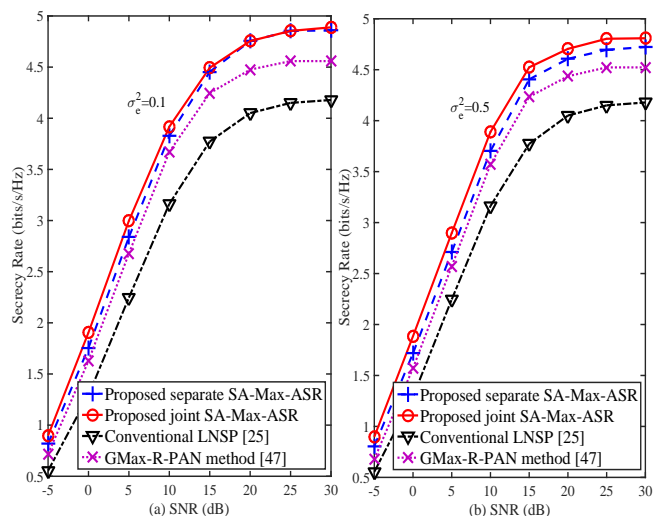 5
4.5
4
3.5
3
2.5
2
1.5
1
0.5
Secrecy Rate (bits/s/Hz)
σ²ₑ=0.1
Proposed separate SA-Max-ASR
Proposed joint SA-Max-ASR
Conventional LNSP [25]
GMax-R-PAN method [47]
-5 0 5 10 15 20 25 30
(a) SNR (dB)
5
4.5
4
3.5
3
2.5
2
1.5
1
0.5
Secrecy Rate (bits/s/Hz)
σ²ₑ=0.5
Proposed separate SA-Max-ASR
Proposed joint SA-Max-ASR
Conventional LNSP [25]
GMax-R-PAN method [47]
-5 0 5 10 15 20 25 30
(b) SNR (dB)